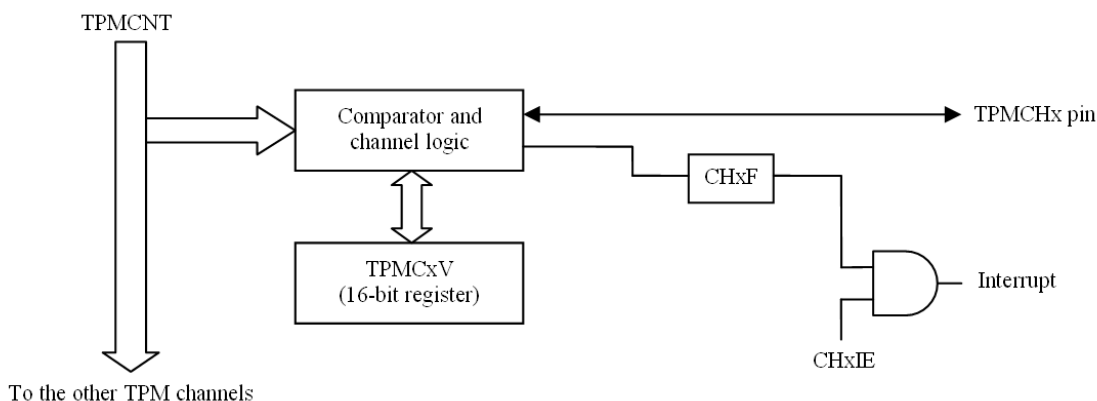 TPMCNT
Comparator and
channel logic
TPMCHx pin
CHxF
TPMCxV
(16-bit register)
Interrupt
CHxIE
To the other TPM channels